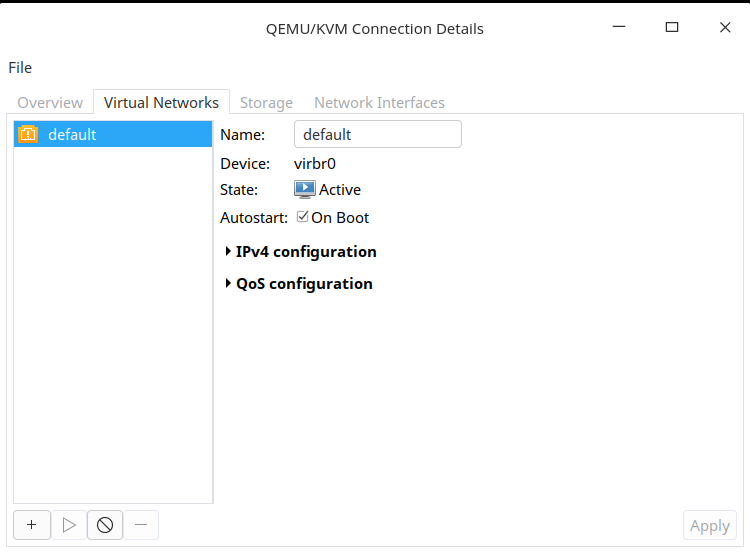 QEMU/KVM Connection Details
File
Overview Virtual Networks Storage Network Interfaces
default
Name: default
Device: virbr0
State: Active
Autostart: On Boot
IPv4 configuration
QoS configuration
Apply